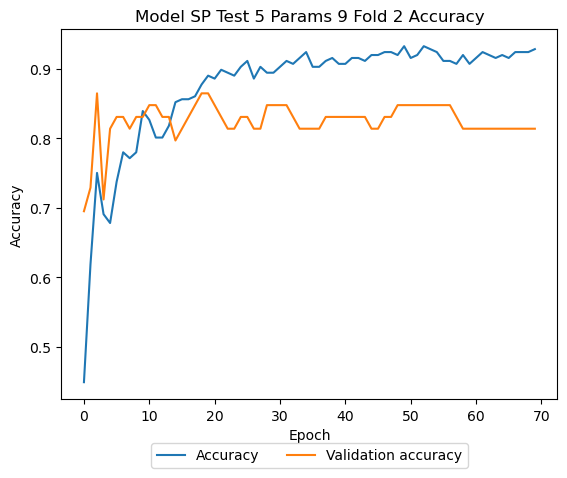 Model SP Test 5 Params 9 Fold 2 Accuracy
Accuracy
0.9
0.8
0.7
0.6
0.5
0 10 20 30 40 50 60 70
Epoch
Accuracy Validation accuracy